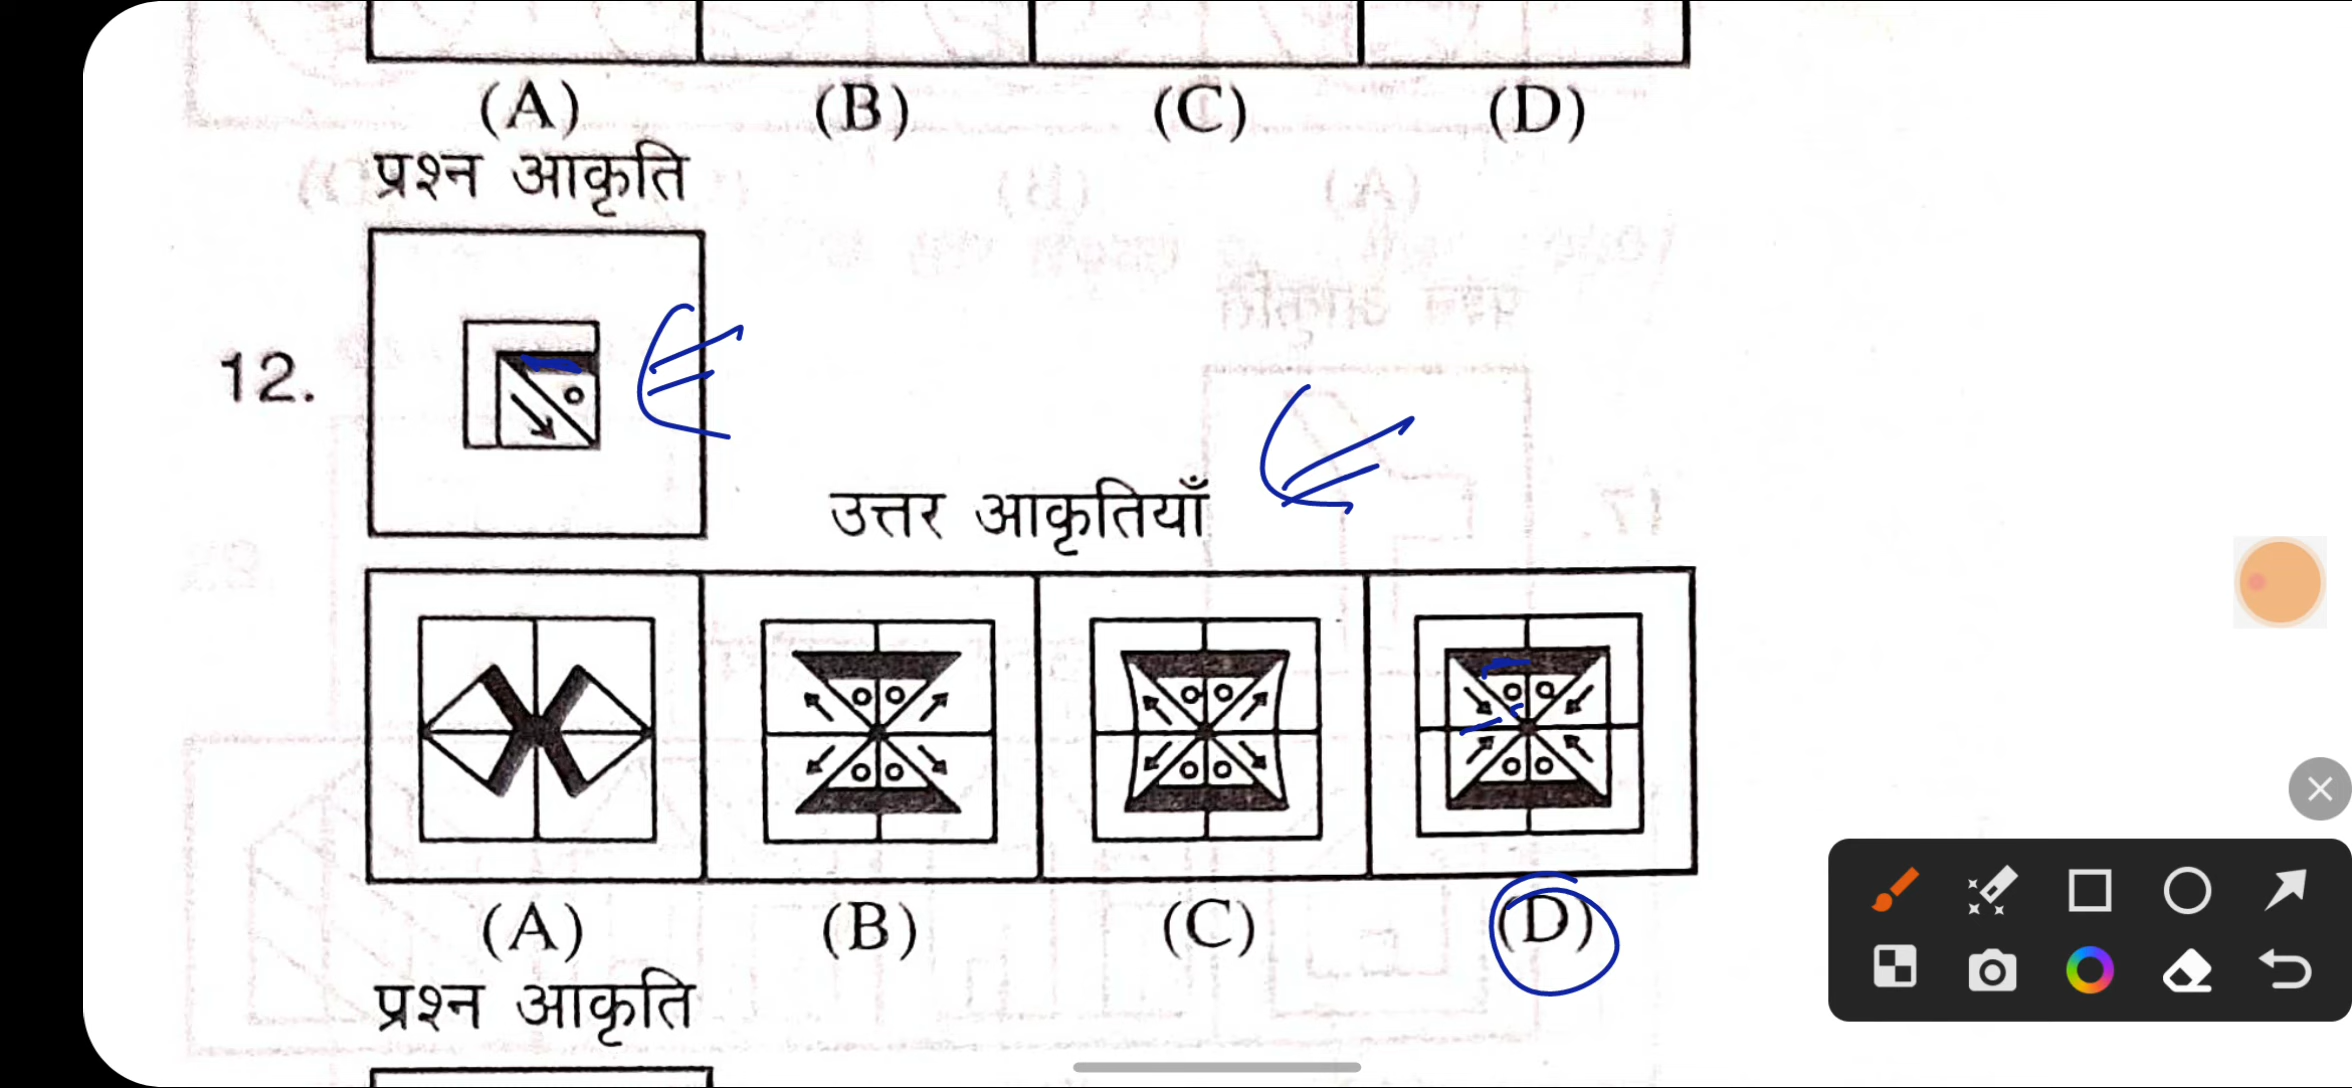 (A) (B) (C) (D)
प्रश्न आकृति
12.
उत्तर आकृतियाँ
(A) (B) (C) (D)
प्रश्न आकृति